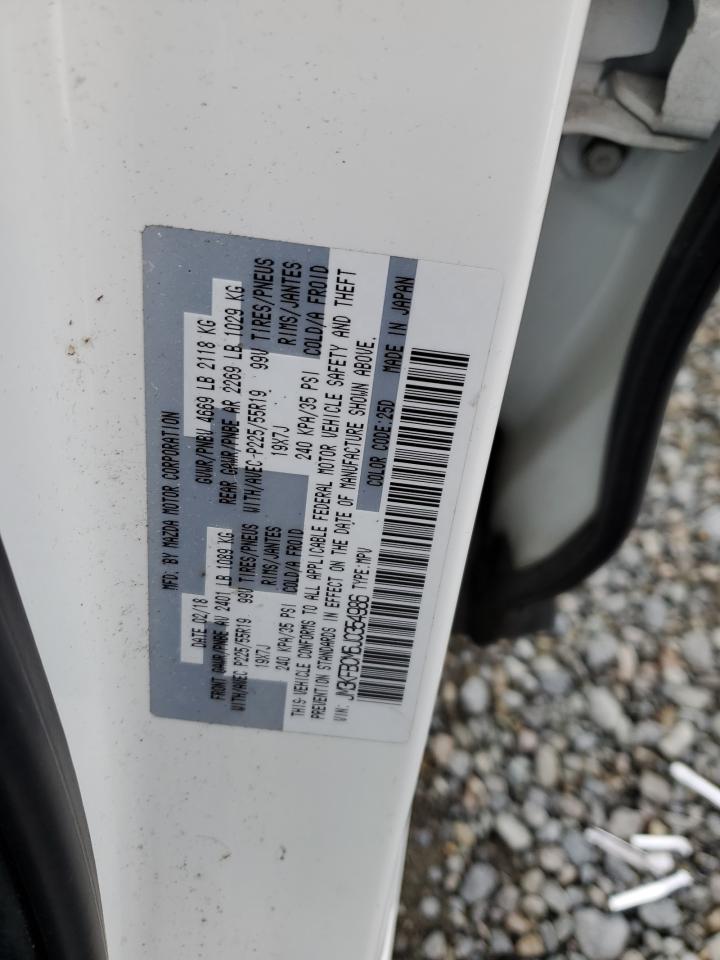 MFD. BY MAZDA MOTOR CORPORATION
DATE 02/18 GVWR/PNBV 4669 LB 2118 KG
FRONT GAWR/PNBE AV 2401 LB 1089 KG REAR GAWR/PNBE AR 2269 LB 1029 KG
WITH/AVEC P225/55R19 99V TIRES/PNEUS WITH/AVEC-P225/55R19 99V TIRES/PNEUS
19X7J RIMS/JANTES 19X7J RIMS/JANTES
240 KPA/35 PSI COLD/A FROID 240 KPA/35 PSI COLD/A FROID
THIS VEHICLE CONFORMS TO ALL APPLICABLE FEDERAL MOTOR VEHICLE SAFETY AND THEFT
PREVENTION STANDARDS IN EFFECT ON THE DATE OF MANUFACTURE SHOWN ABOVE.
COLOR CODE:25D MADE IN JAPAN
VIN: JM3KFBCM6J0354986 TYPE:MPV